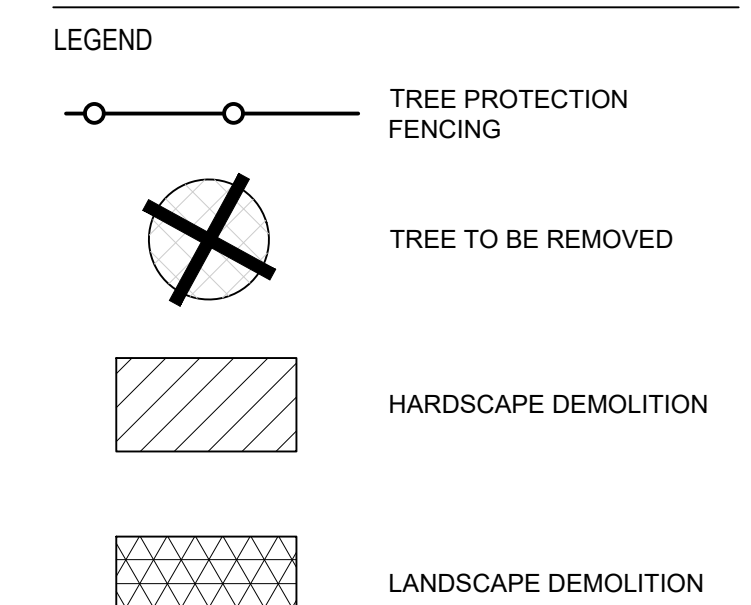 LEGEND
TREE PROTECTION
FENCING
TREE TO BE REMOVED
HARDSCAPE DEMOLITION
LANDSCAPE DEMOLITION